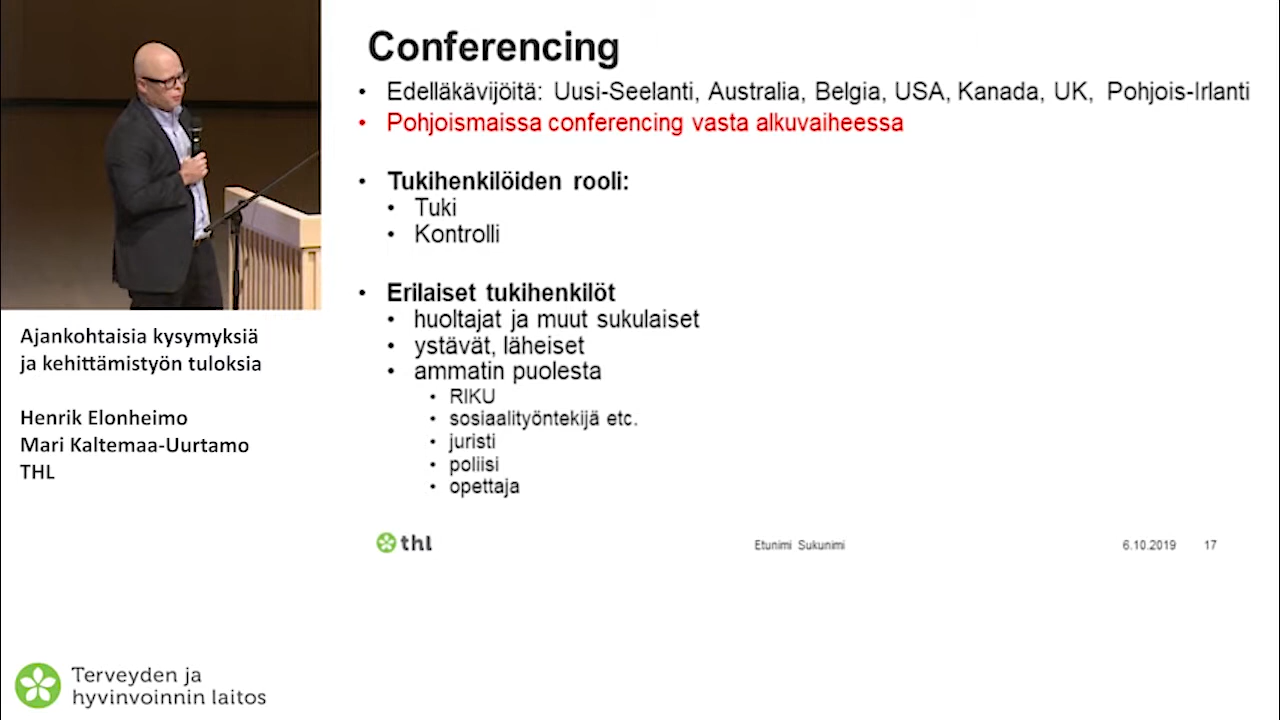 Conferencing
• Edelläkävijöitä: Uusi-Seelanti, Australia, Belgia, USA, Kanada, UK, Pohjois-Irlanti
• Pohjoismaissa conferencing vasta alkuvaiheessa
• Tukihenkilöiden rooli:
• Tuki
• Kontrolli
• Erilaiset tukihenkilöt
• huoltajat ja muut sukulaiset
• ystävät, läheiset
• ammatin puolesta
• RIKU
• sosiaalityöntekijä etc.
• juristi
• poliisi
• opettaja
thl
Etunimi Sukunimi
6.10.2019 17
Ajankohtaisia kysymyksiä
ja kehittämistyön tuloksia
Henrik Elonheimo
Mari Kaltemaa-Uurtamo
THL
Terveyden ja
hyvinvoinnin laitos